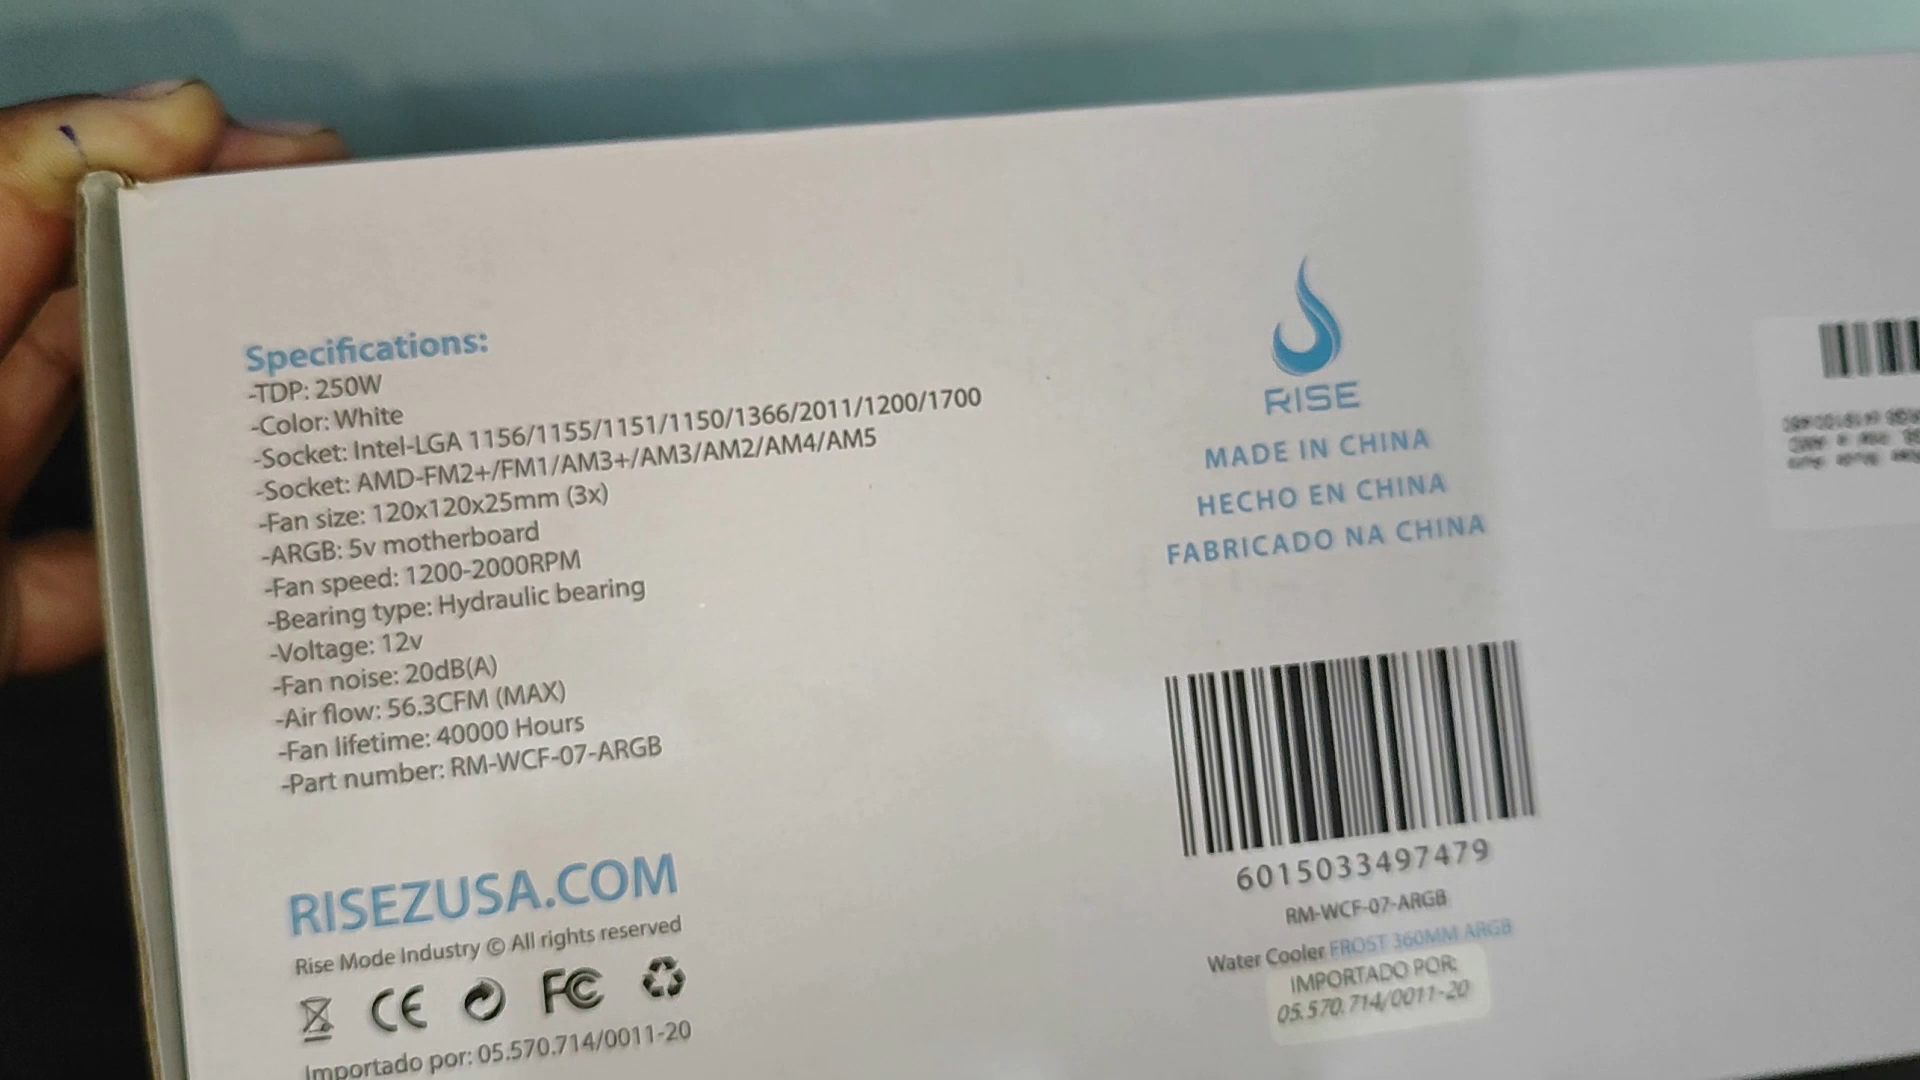 Specifications:
-TDP: 250W
-Color: White
-Socket: Intel-LGA 1156/1155/1151/1150/1366/2011/1200/1700
-Socket: AMD-FM2+/FM1/AM3+/AM3/AM2/AM4/AM5
-Fan size: 120x120x25mm (3x)
-ARGB: 5v motherboard
-Fan speed: 1200-2000RPM
-Bearing type: Hydraulic bearing
-Voltage: 12v
-Fan noise: 20dB(A)
-Air flow: 56.3CFM (MAX)
-Fan lifetime: 40000 Hours
-Part number: RM-WCF-07-ARGB
RISEZUSA.COM
Rise Mode Industry © All rights reserved
CE FC
Importado por: 05.570.714/0011-20
RISE
MADE IN CHINA
HECHO EN CHINA
FABRICADO NA CHINA
6015033497479
RM-WCF-07-ARGB
Water Cooler FROST 360MM ARGB
IMPORTADO POR:
05.570.714/0011-20